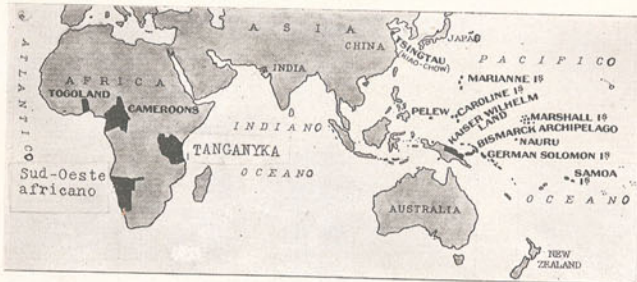 ATLANTICO
ASIA
CHINA
TSINGTAU
(KIAO-CHOW)
JAPAN
PACIFICO
INDIA
AFRICA
TOGOLAND
CAMEROONS
MARIANNE Iˢ
PELEW
CAROLINE Iˢ
MARSHALL Iˢ
KAISER WILHELM
LAND
BISMARCK ARCHIPELAGO
NAURU
GERMAN SOLOMON Iˢ
INDIANO
TANGANYKA
OCEANO
Sud-Oeste
africano
SAMOA
Iˢ
AUSTRALIA
OCEANO
NEW
ZEALAND